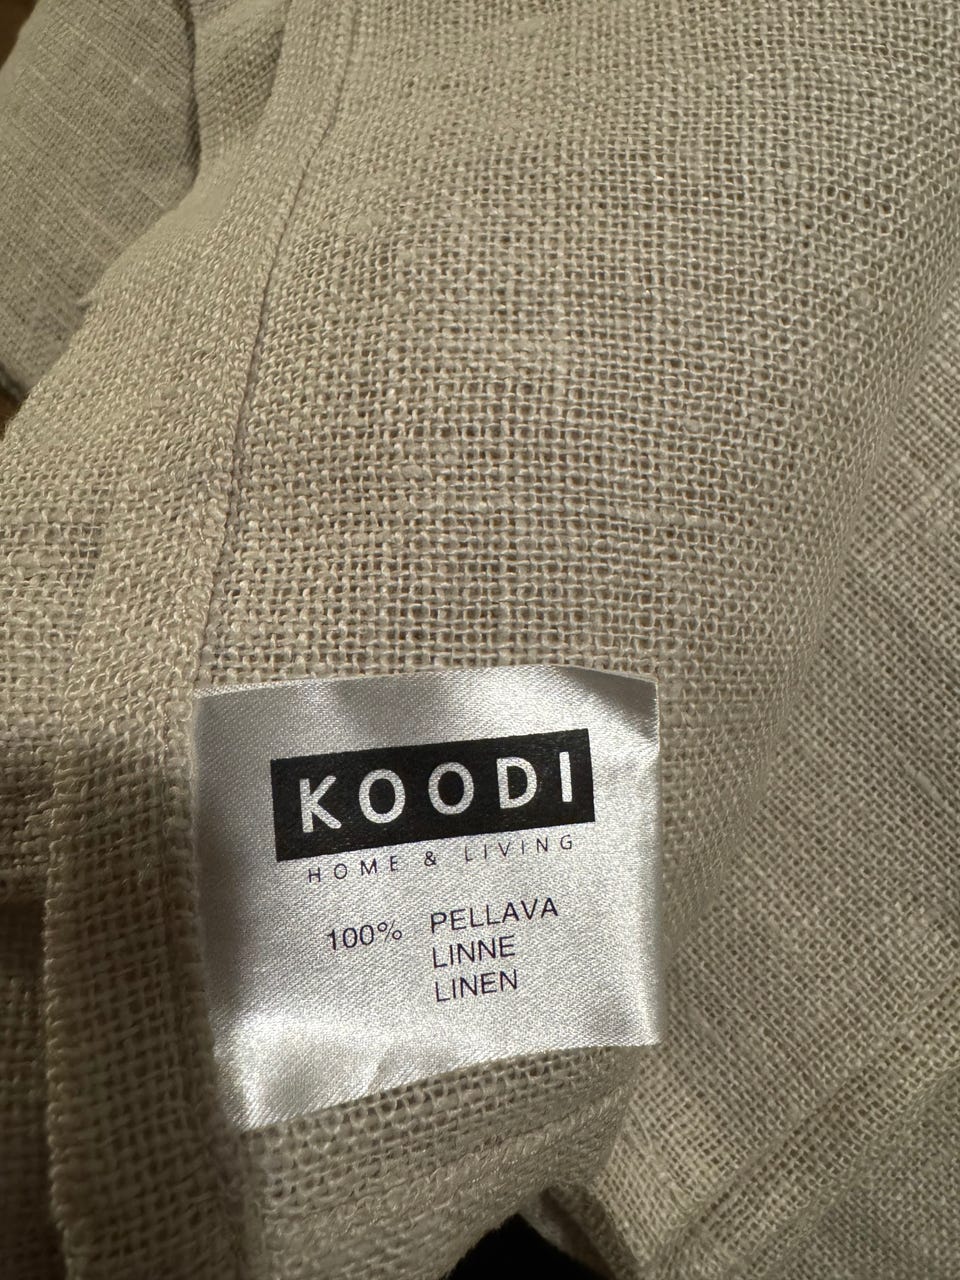 KOODI
HOME & LIVING
100% PELLAVA
LINNE
LINEN